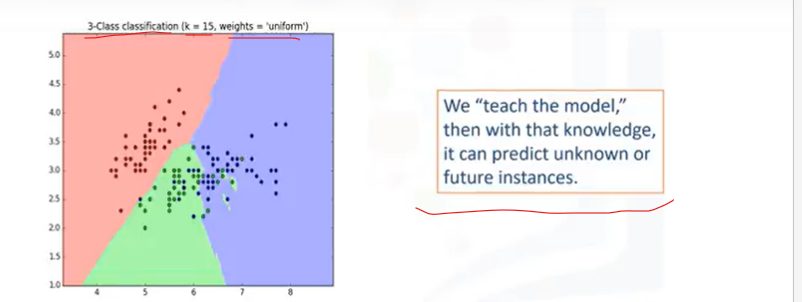 3-Class classification (k = 15, weights = 'uniform')
5.0
4.5
4.0
3.5
3.0
2.5
2.0
1.5
1.0
4 5 6 7 8
We “teach the model,”
then with that knowledge,
it can predict unknown or
future instances.